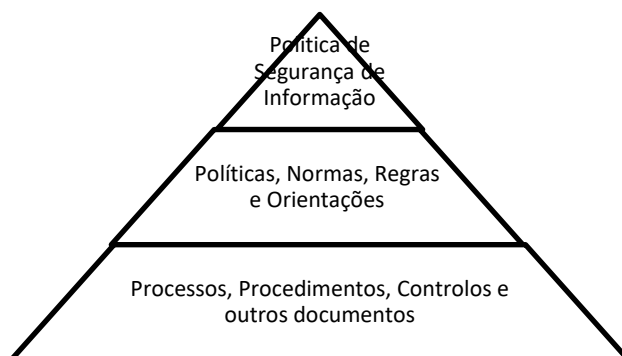 Política de
Segurança de
Informação
Políticas, Normas, Regras
e Orientações
Processos, Procedimentos, Controlos e
outros documentos